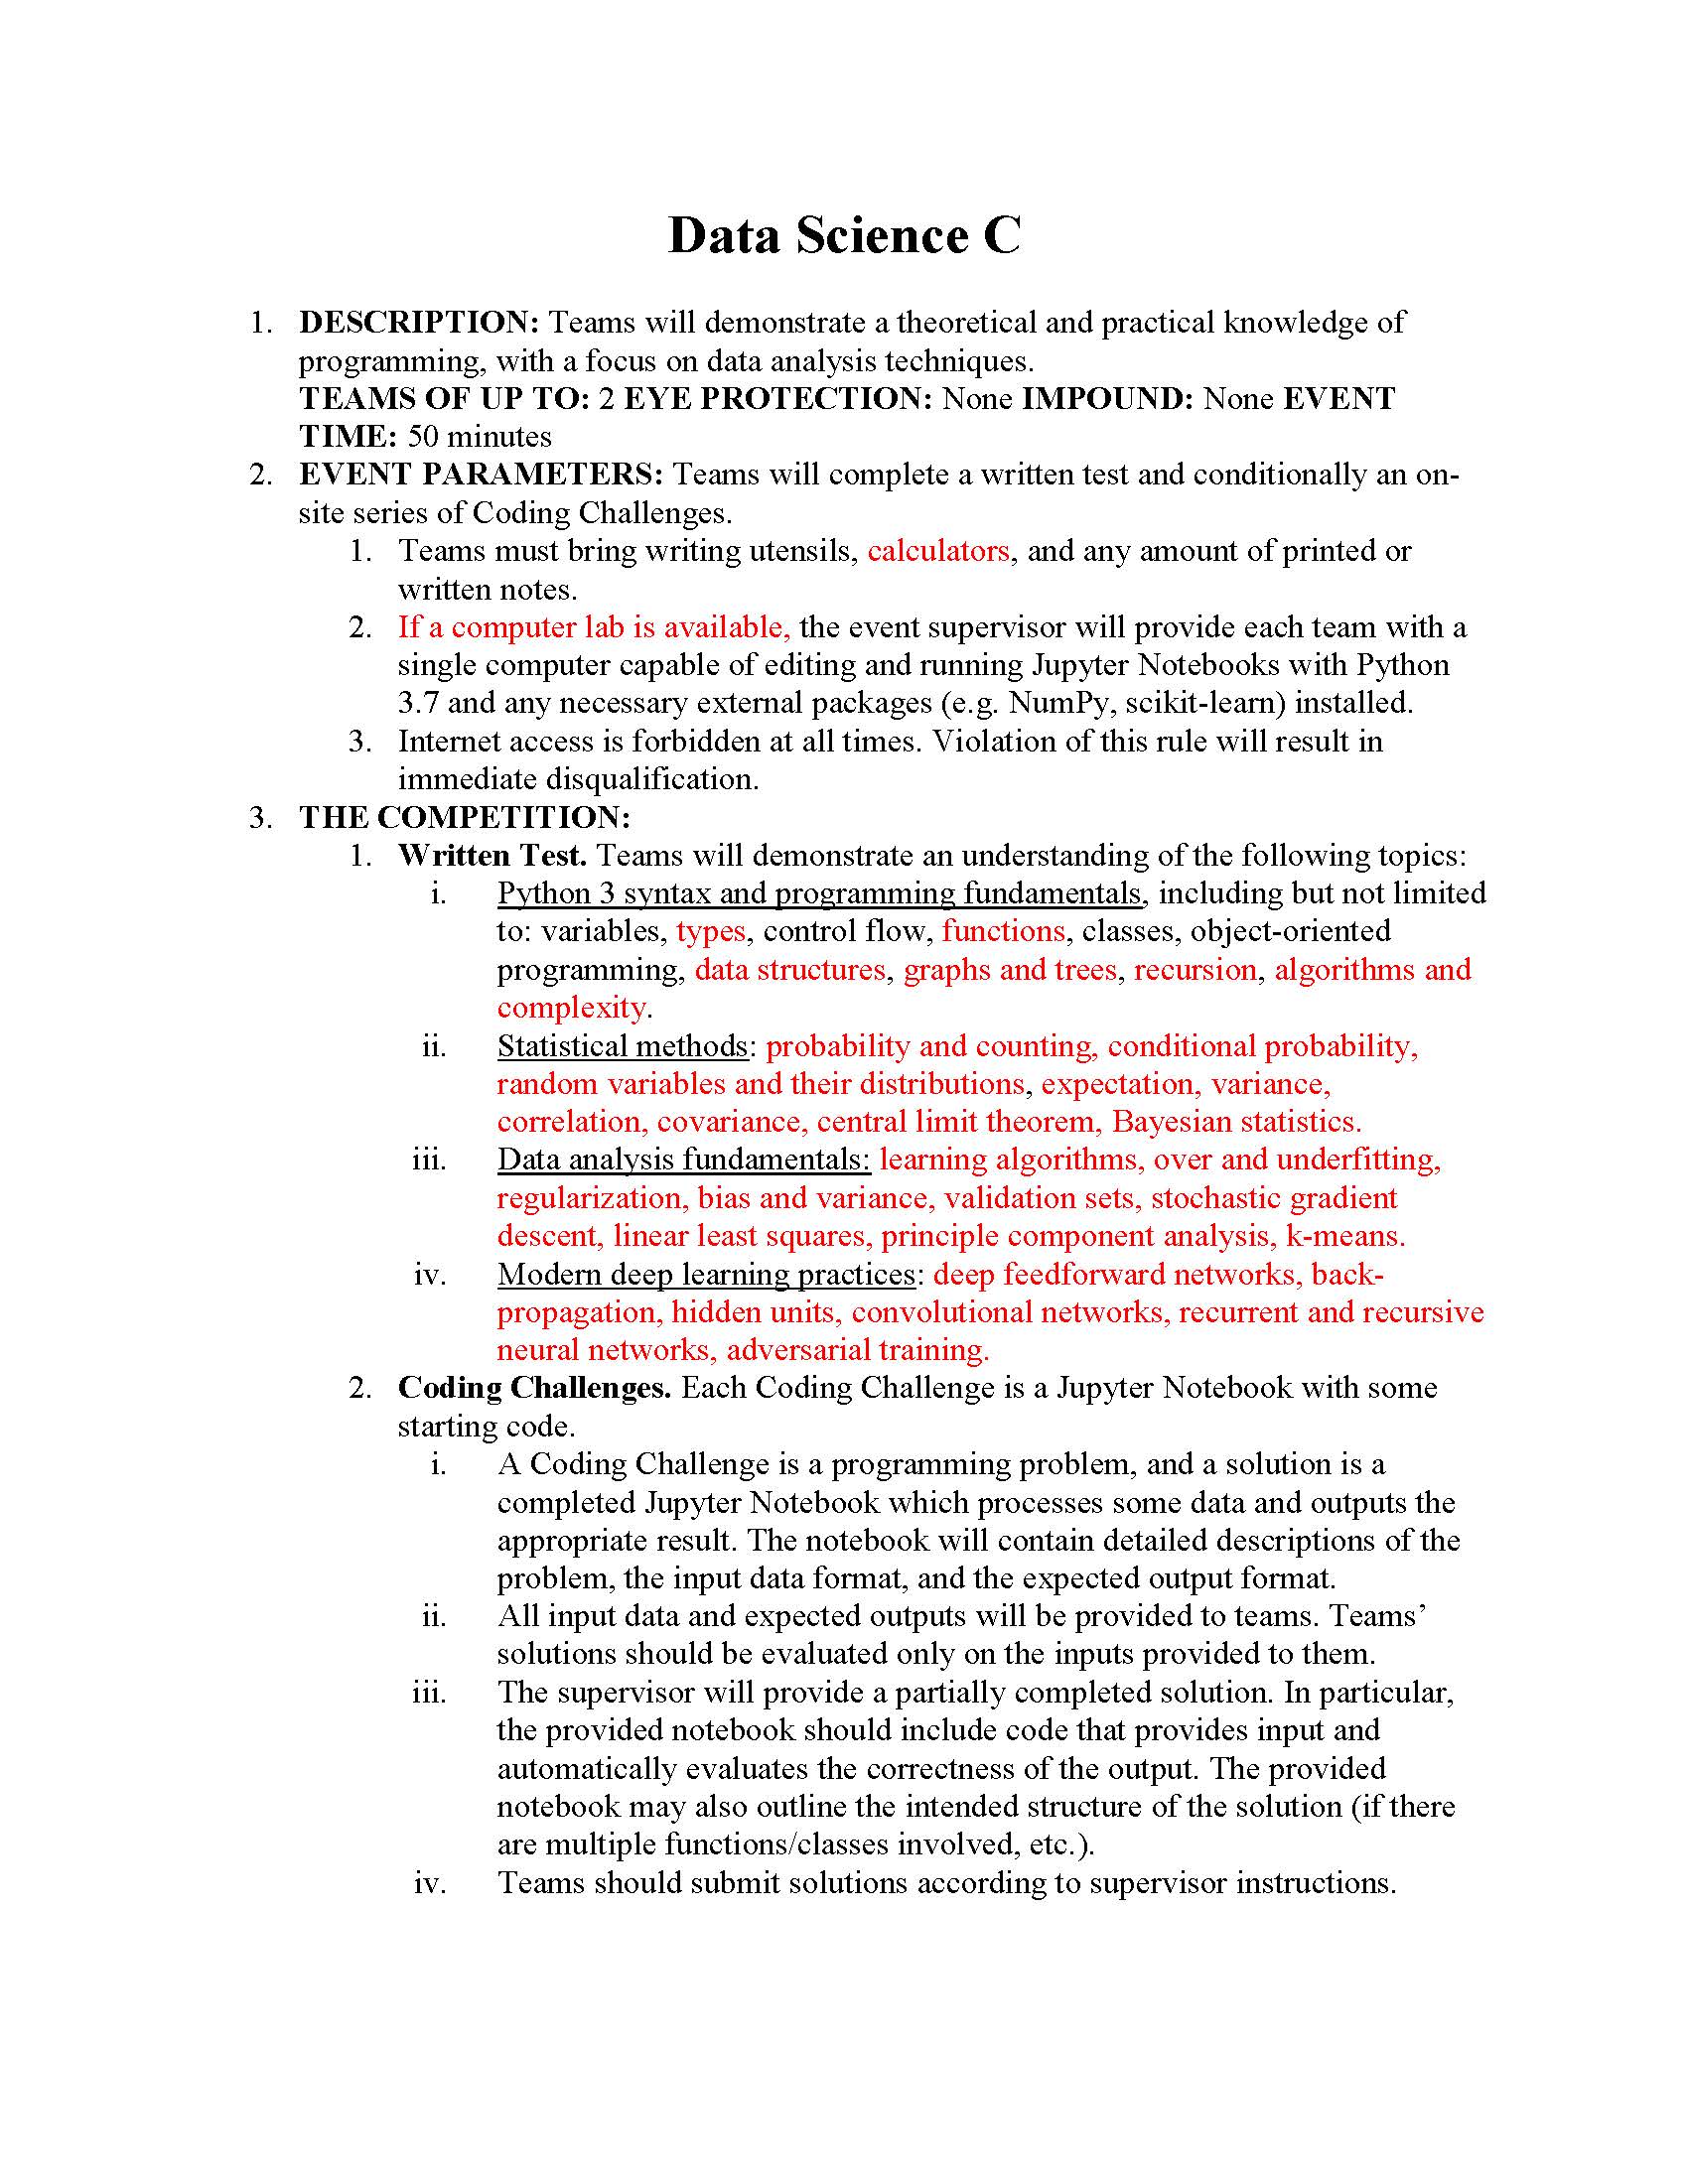 Data Science C
1. DESCRIPTION: Teams will demonstrate a theoretical and practical knowledge of
programming, with a focus on data analysis techniques.
TEAMS OF UP TO: 2 EYE PROTECTION: None IMPOUND: None EVENT
TIME: 50 minutes
2. EVENT PARAMETERS: Teams will complete a written test and conditionally an on-
site series of Coding Challenges.
1. Teams must bring writing utensils, calculators, and any amount of printed or
written notes.
2. If a computer lab is available, the event supervisor will provide each team with a
single computer capable of editing and running Jupyter Notebooks with Python
3.7 and any necessary external packages (e.g. NumPy, scikit-learn) installed.
3. Internet access is forbidden at all times. Violation of this rule will result in
immediate disqualification.
3. THE COMPETITION:
1. Written Test. Teams will demonstrate an understanding of the following topics:
i. Python 3 syntax and programming fundamentals, including but not limited
to: variables, types, control flow, functions, classes, object-oriented
programming, data structures, graphs and trees, recursion, algorithms and
complexity.
ii. Statistical methods: probability and counting, conditional probability,
random variables and their distributions, expectation, variance,
correlation, covariance, central limit theorem, Bayesian statistics.
iii. Data analysis fundamentals: learning algorithms, over and underfitting,
regularization, bias and variance, validation sets, stochastic gradient
descent, linear least squares, principle component analysis, k-means.
iv. Modern deep learning practices: deep feedforward networks, back-
propagation, hidden units, convolutional networks, recurrent and recursive
neural networks, adversarial training.
2. Coding Challenges. Each Coding Challenge is a Jupyter Notebook with some
starting code.
i. A Coding Challenge is a programming problem, and a solution is a
completed Jupyter Notebook which processes some data and outputs the
appropriate result. The notebook will contain detailed descriptions of the
problem, the input data format, and the expected output format.
ii. All input data and expected outputs will be provided to teams. Teams’
solutions should be evaluated only on the inputs provided to them.
iii. The supervisor will provide a partially completed solution. In particular,
the provided notebook should include code that provides input and
automatically evaluates the correctness of the output. The provided
notebook may also outline the intended structure of the solution (if there
are multiple functions/classes involved, etc.).
iv. Teams should submit solutions according to supervisor instructions.